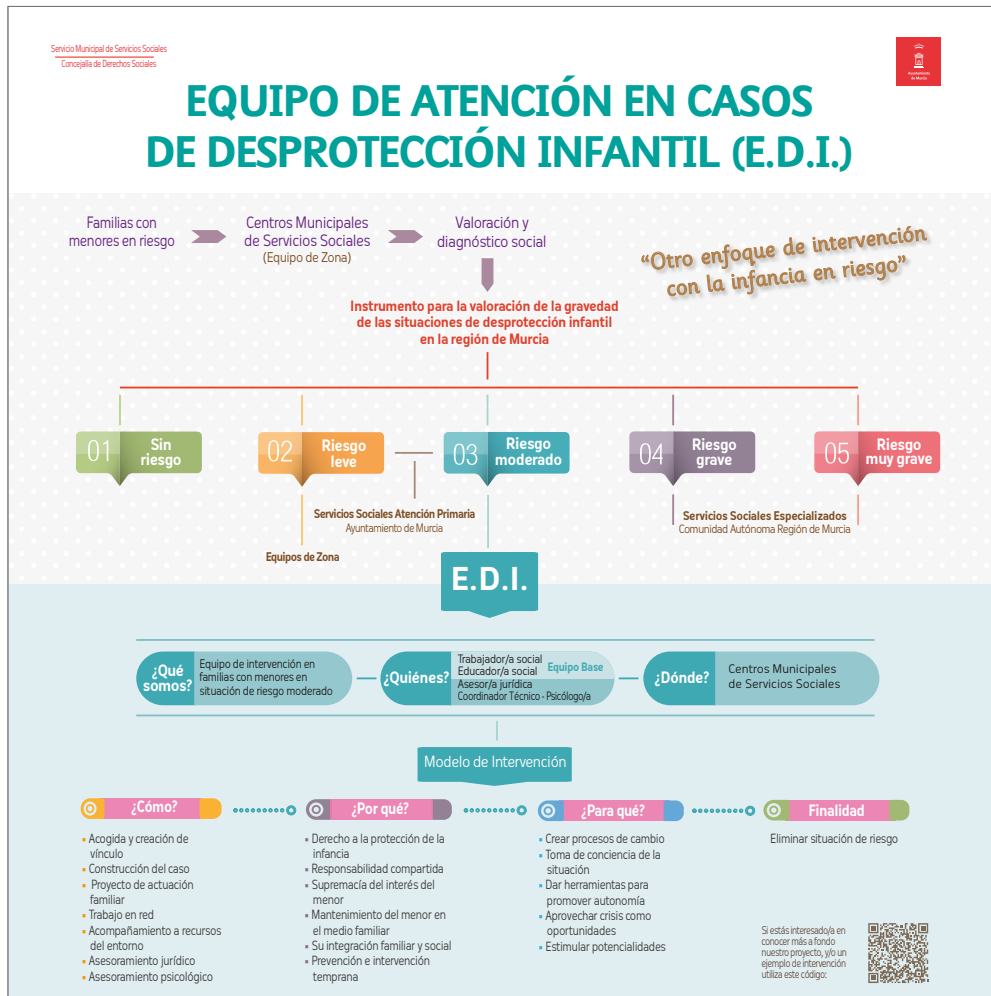 Servicio Municipal de Servicios Sociales
Concejalía de Derechos Sociales
Ayuntamiento
de Murcia
EQUIPO DE ATENCIÓN EN CASOS
DE DESPROTECCIÓN INFANTIL (E.D.I.)
Familias con
menores en riesgo
Centros Municipales
de Servicios Sociales
(Equipo de Zona)
Valoración y
diagnóstico social
“Otro enfoque de intervención
con la infancia en riesgo”
Instrumento para la valoración de la gravedad
de las situaciones de desprotección infantil
en la región de Murcia
01
Sin
riesgo
02
Riesgo
leve
03
Riesgo
moderado
04
Riesgo
grave
05
Riesgo
muy grave
Servicios Sociales Atención Primaria
Ayuntamiento de Murcia
Servicios Sociales Especializados
Comunidad Autónoma Región de Murcia
Equipos de Zona
E.D.I.
¿Qué
somos?
Equipo de intervención en
familias con menores en
situación de riesgo moderado
¿Quiénes?
Trabajador/a social
Educador/a social
Equipo Base
Asesor/a jurídica
Coordinador Técnico - Psicólogo/a
¿Dónde?
Centros Municipales
de Servicios Sociales
Modelo de Intervención
¿Cómo?
▪ Acogida y creación de
vínculo
▪ Construcción del caso
▪ Proyecto de actuación
familiar
▪ Trabajo en red
▪ Acompañamiento a recursos
del entorno
▪ Asesoramiento jurídico
▪ Asesoramiento psicológico
¿Por qué?
▪ Derecho a la protección de la
infancia
▪ Responsabilidad compartida
▪ Supremacía del interés del
menor
▪ Mantenimiento del menor en
el medio familiar
▪ Su integración familiar y social
▪ Prevención e intervención
temprana
¿Para qué?
▪ Crear procesos de cambio
▪ Toma de conciencia de la
situación
▪ Dar herramientas para
promover autonomía
▪ Aprovechar crisis como
oportunidades
▪ Estimular potencialidades
Finalidad
Eliminar situación de riesgo
Si estás interesado/a en
conocer más a fondo
nuestro proyecto, y/o un
ejemplo de intervención
utiliza este código: